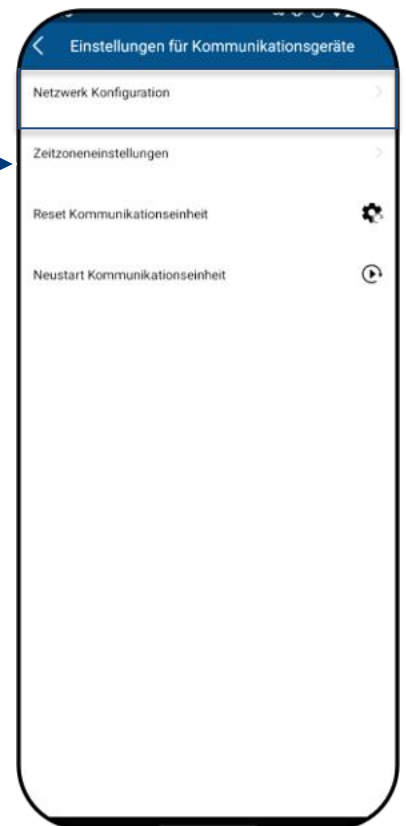 Einstellungen für Kommunikationsgeräte
Netzwerk Konfiguration
Zeitzoneneinstellungen
Reset Kommunikationseinheit
Neustart Kommunikationseinheit